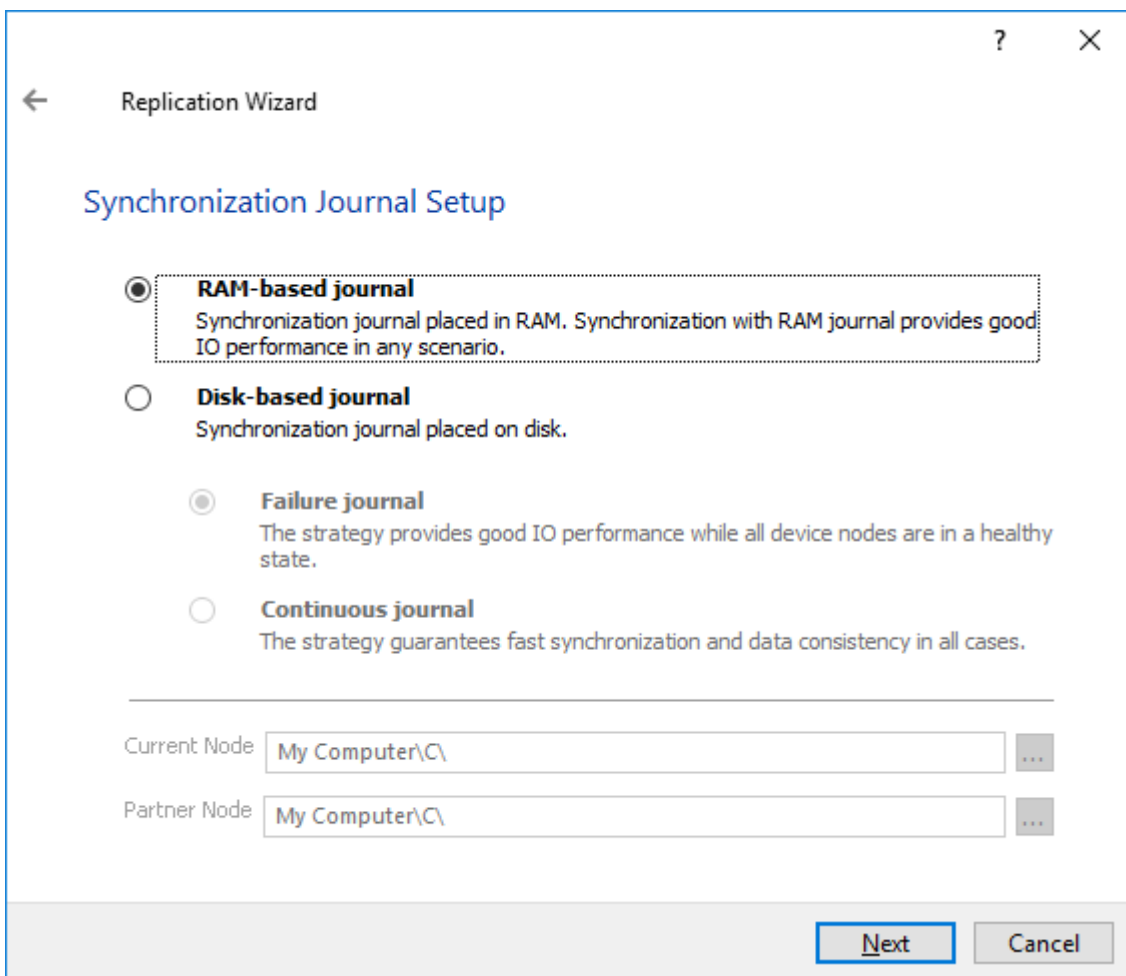 ?
Replication Wizard
Synchronization Journal Setup
RAM-based journal
Synchronization journal placed in RAM. Synchronization with RAM journal provides good
IO performance in any scenario.
Disk-based journal
Synchronization journal placed on disk.
Failure journal
The strategy provides good IO performance while all device nodes are in a healthy
state.
Continuous journal
The strategy guarantees fast synchronization and data consistency in all cases.
Current Node My Computer\C\ ...
Partner Node My Computer\C\ ...
Next Cancel